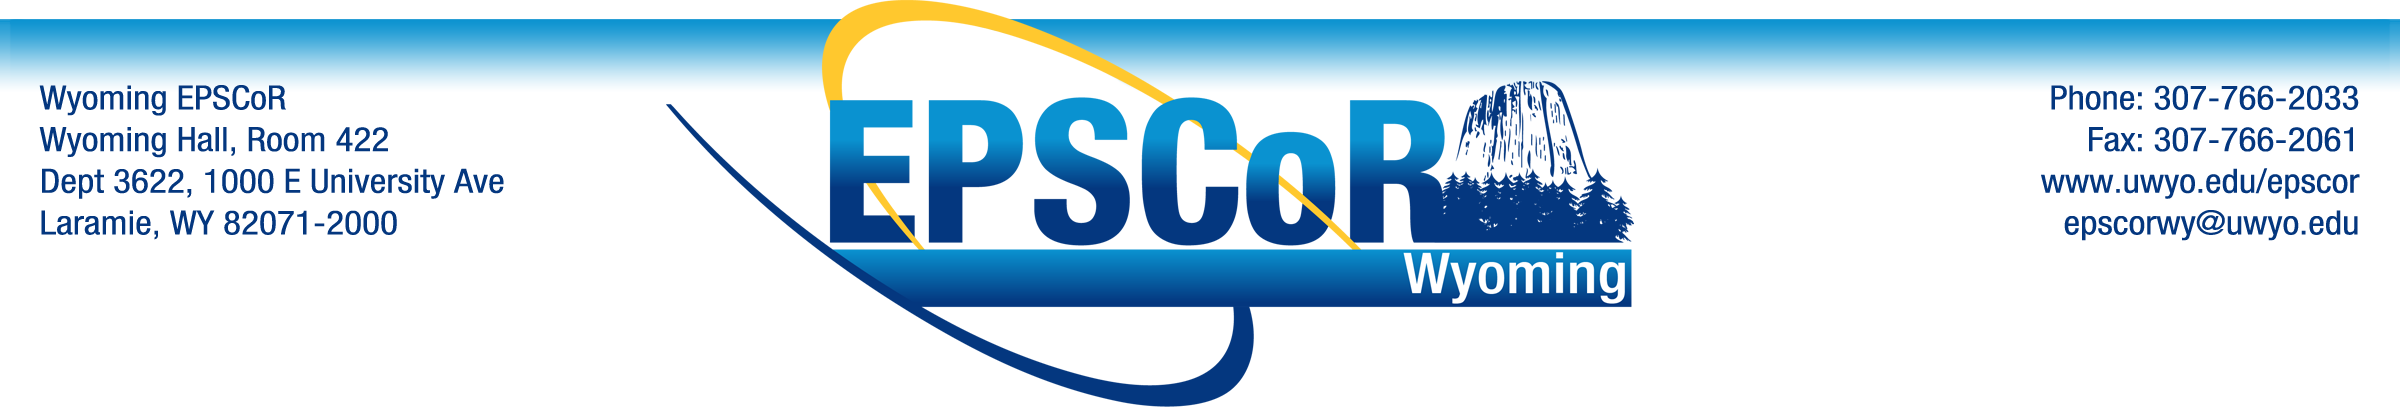 Wyoming EPSCoR
Wyoming Hall, Room 422
Dept 3622, 1000 E University Ave
Laramie, WY 82071-2000
EPSCoR
Wyoming
Phone: 307-766-2033
Fax: 307-766-2061
www.uwyo.edu/epscor
epscorwy@uwyo.edu